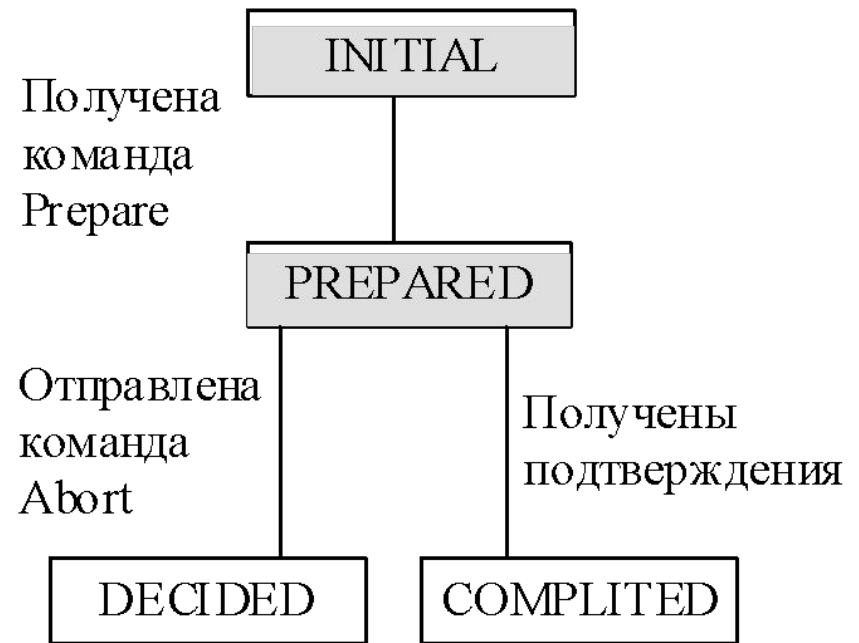 INITIAL
Получена
команда
Prepare
PREPARED
Отправлена
команда
Abort
Получены
подтверждения
DECIDED
COMPLITED